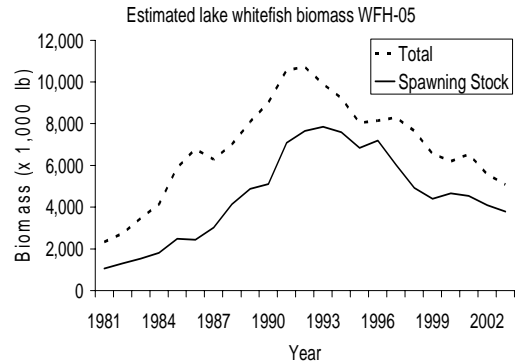 Estimated lake whitefish biomass WFH-05
Total
Spawning Stock
Biomass (x 1,000 lb)
12,000
10,000
8,000
6,000
4,000
2,000
0
1981 1984 1987 1990 1993 1996 1999 2002
Year